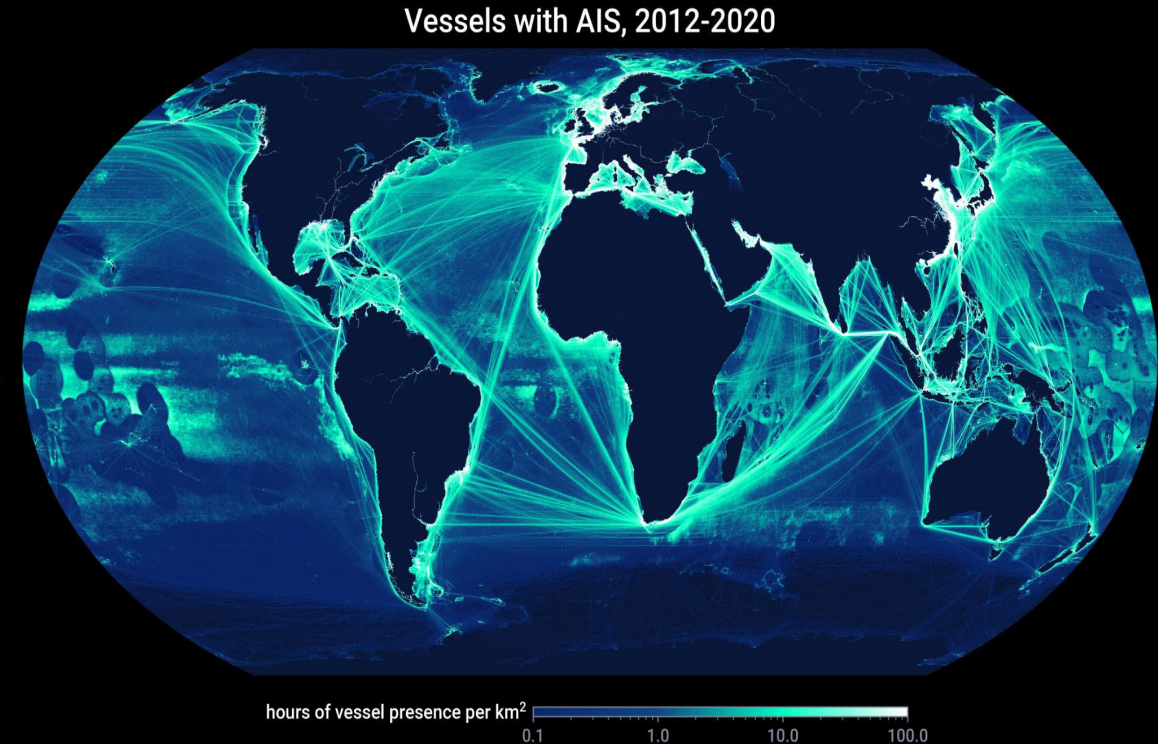 Vessels with AIS, 2012-2020
hours of vessel presence per km²
0.1 1.0 10.0 100.0